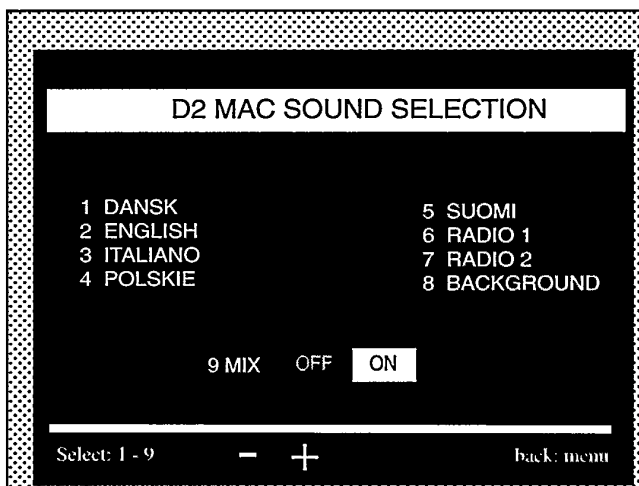 D2 MAC SOUND SELECTION
1 DANSK
2 ENGLISH
3 ITALIANO
4 POLSKIE
5 SUOMI
6 RADIO 1
7 RADIO 2
8 BACKGROUND
9 MIX OFF ON
Select: 1 - 9 - + back: menu